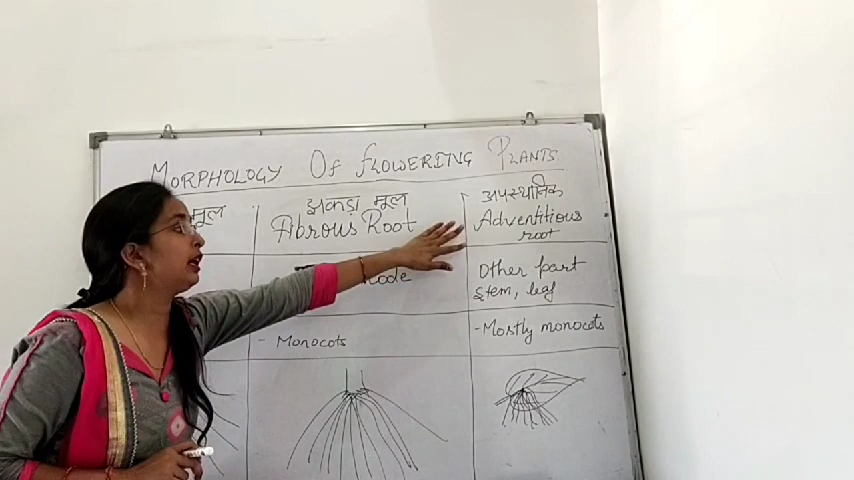 MORPHOLOGY OF FLOWERING PLANTS
मूल
झकड़ा मूल
Fibrous Root
अपस्थानिक
Adventitious
root
node
Other part
stem, leaf
- Monocots
- Mostly monocots